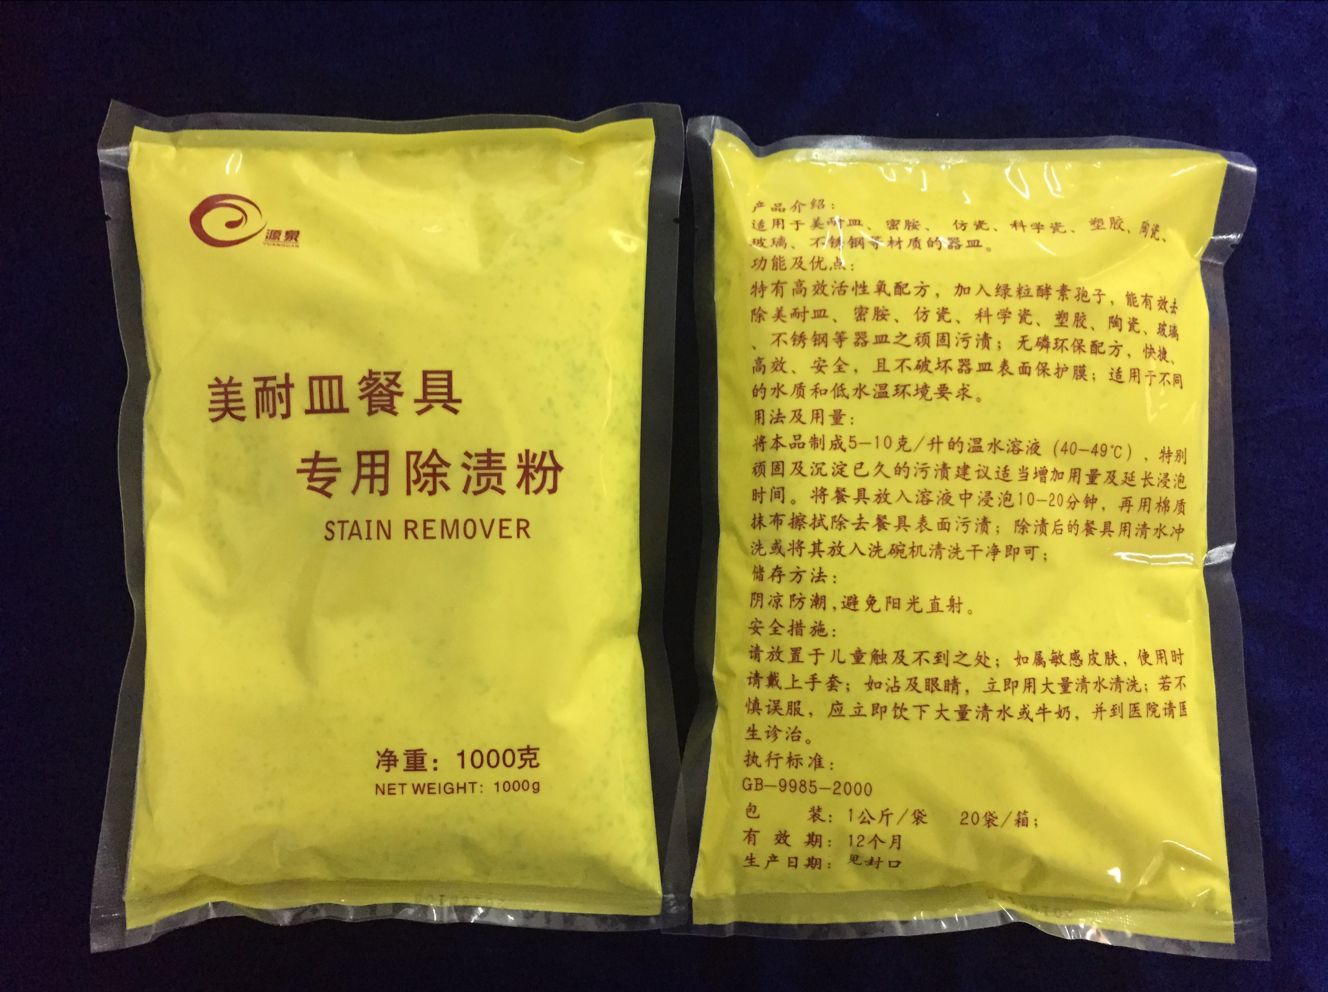 源泉
YUANQUAN
美耐皿餐具
专用除渍粉
STAIN REMOVER
净重：1000克
NET WEIGHT：1000g
产品介绍：
适用于美耐皿、密胺、仿瓷、科学瓷、塑胶、陶瓷、
玻璃、不锈钢等材质的器皿。
功能及优点：
特有高效活性氧配方，加入绿粒酵素孢子，能有效去
除美耐皿、密胺、仿瓷、科学瓷、塑胶、陶瓷、玻璃
、不锈钢等器皿之顽固污渍；无磷环保配方，快捷、
高效、安全，且不破坏器皿表面保护膜；适用于不同
的水质和低水温环境要求。
用法及用量：
将本品制成5—10克/升的温水溶液（40-49℃），特别
顽固及沉淀已久的污渍建议适当增加用量及延长浸泡
时间。将餐具放入溶液中浸泡10—20分钟，再用棉质
抹布擦拭除去餐具表面污渍；除渍后的餐具用清水冲
洗或将其放入洗碗机清洗干净即可；
储存方法：
阴凉防潮,避免阳光直射。
安全措施：
请放置于儿童触及不到之处；如属敏感皮肤，使用时
请戴上手套；如沾及眼睛，立即用大量清水清洗；若不
慎误服，应立即饮下大量清水或牛奶，并到医院请医
生诊治。
执行标准：
GB—9985—2000
包 装：1公斤/袋 20袋/箱；
有 效 期：12个月
生产日期：见封口